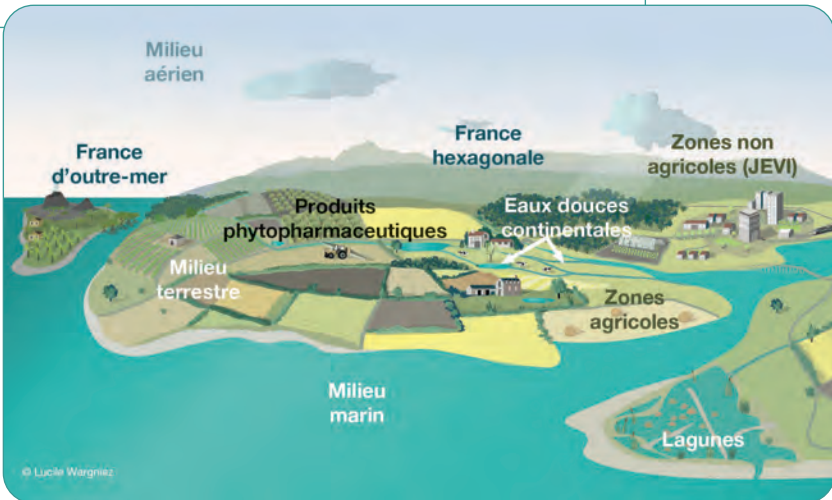 Milieu
aérien
France
d'outre-mer
France
hexagonale
Zones non
agricoles (JEVI)
Produits
phytopharmaceutiques
Eaux douces
continentales
Milieu
terrestre
Zones
agricoles
Milieu
marin
Lagunes
© Lucile Wargniez